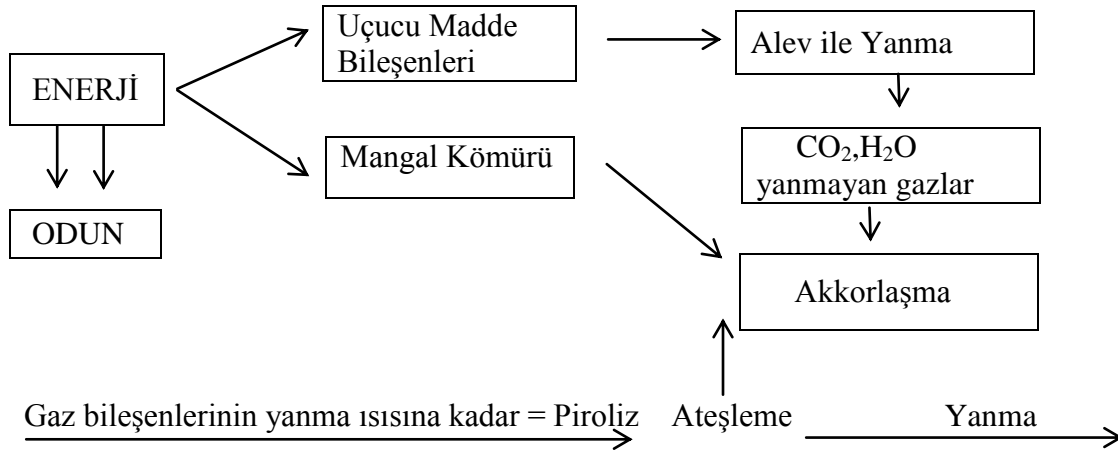 Uçucu Madde
Bileşenleri
Alev ile Yanma
ENERJİ
Mangal Kömürü
CO₂,H₂O
yanmayan gazlar
ODUN
Akkorlaşma
Gaz bileşenlerinin yanma ısısına kadar = Piroliz Ateşleme Yanma